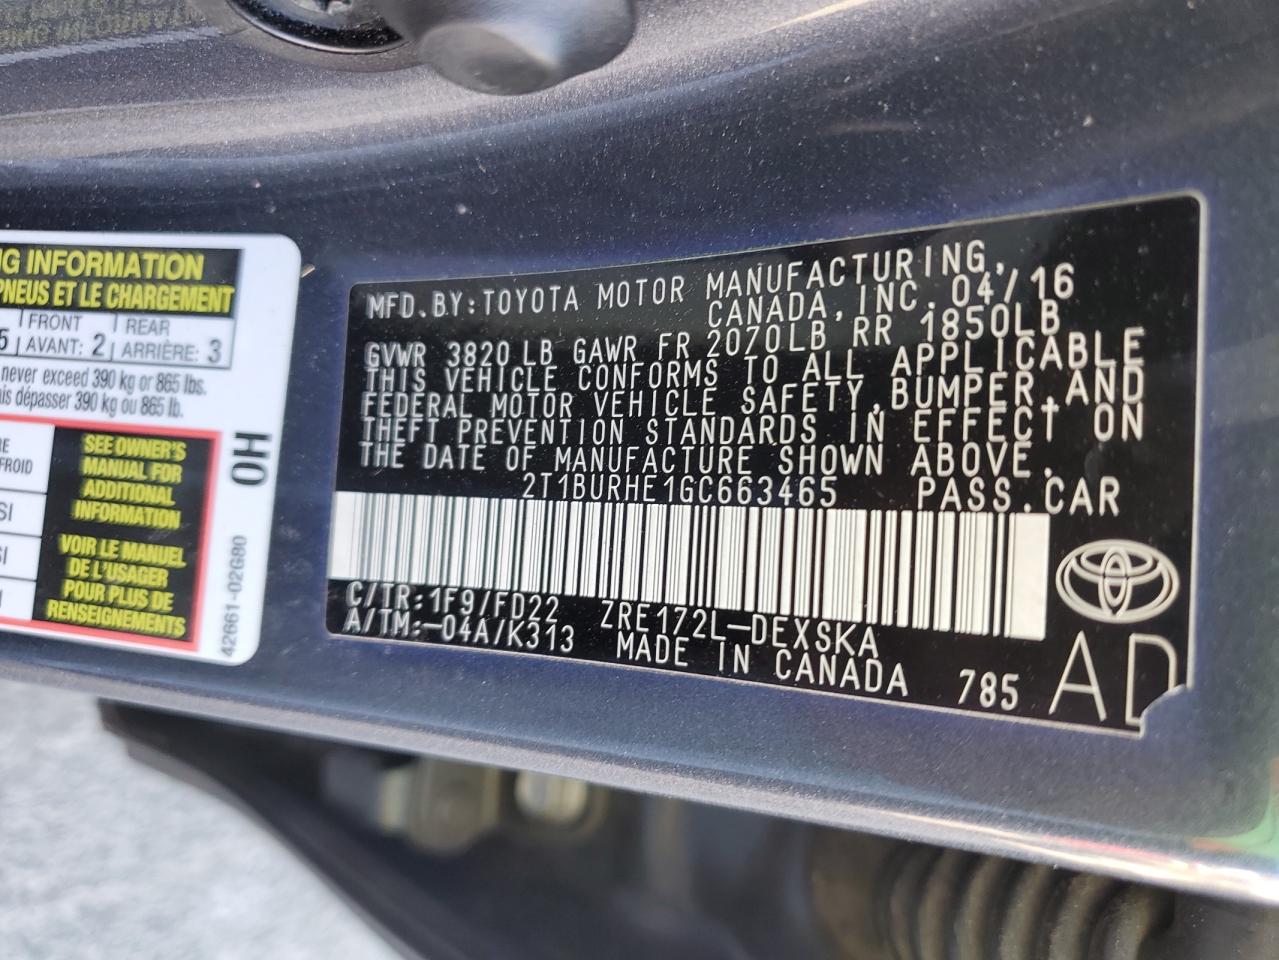 NG INFORMATION
PNEUS ET LE CHARGEMENT
5 FRONT AVANT: 2 REAR ARRIÈRE: 3
never exceed 390 kg or 865 lbs.
dépasser 390 kg ou 865 lb.
FROID
SEE OWNER'S
MANUAL FOR
ADDITIONAL
INFORMATION
VOIR LE MANUEL
DE L'USAGER
POUR PLUS DE
RENSEIGNEMENTS
0H
42661-02G80
MFD.BY:TOYOTA MOTOR MANUFACTURING,
CANADA,INC.04/16
GVWR 3820LB GAWR FR 2070LB RR 1850LB
THIS VEHICLE CONFORMS TO ALL APPLICABLE
FEDERAL MOTOR VEHICLE SAFETY,BUMPER,AND
THEFT PREVENTION STANDARDS IN EFFECT ON
THE DATE OF MANUFACTURE SHOWN ABOVE.
2T1BURHE1GC663465 PASS.CAR
C/TR:1F9/FD22 ZRE172L-DEXSKA
A/TM:-04A/K313 MADE IN CANADA 785
AD